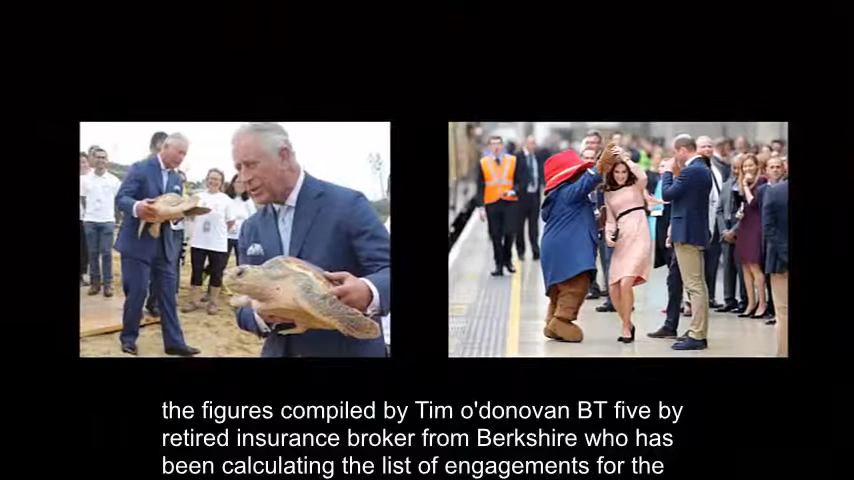 the figures compiled by Tim o'donovan BT five by
retired insurance broker from Berkshire who has
been calculating the list of engagements for the